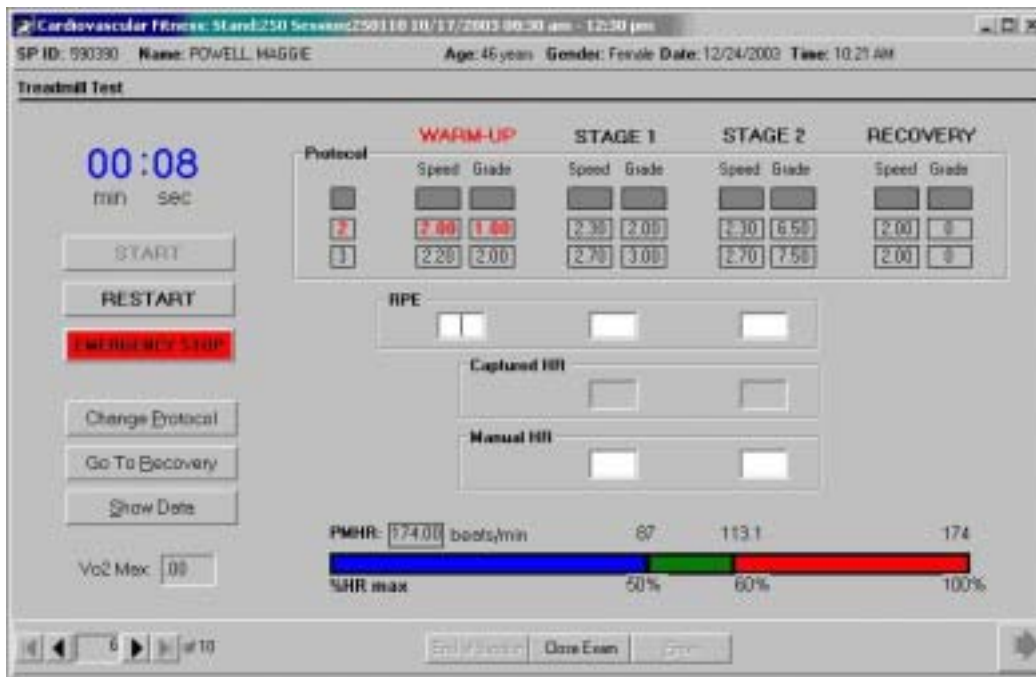 Cardiovascular Fitness: Stand:250 Session:250110 10/17/2003 08:30 am - 12:30 pm
SP ID: 590390 Name: POWELL, MAGGIE Age: 46 years Gender: Female Date: 12/24/2003 Time: 10:21 AM
Treadmill Test
WARM-UP STAGE 1 STAGE 2 RECOVERY
Protocol
00:08
Speed Grade Speed Grade Speed Grade Speed Grade
min sec
2 2.00 1.00 2.30 2.00 2.30 6.50 2.00 0
START
3 2.20 2.00 2.70 3.00 2.70 7.50 2.00 0
RESTART
RPE
EMERGENCY STOP
Captured HR
Change Protocol
Manual HR
Go To Recovery
Show Data
PMHR: 174.00 beats/min 87 113.1 174
Vo2 Max .00
%HR max 50% 60% 100%
6 of 10 End of Section Close Exam